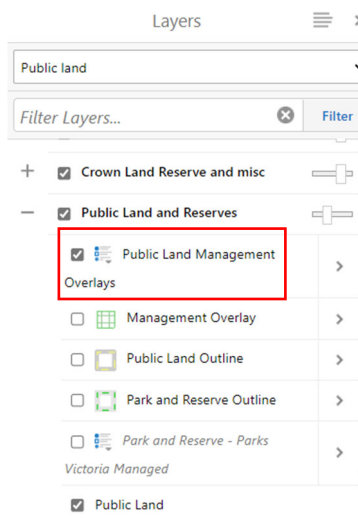 Layers
Public land
Filter Layers...
Filter
Crown Land Reserve and misc
Public Land and Reserves
Public Land Management
Overlays
Management Overlay
Public Land Outline
Park and Reserve Outline
Park and Reserve - Parks
Victoria Managed
Public Land